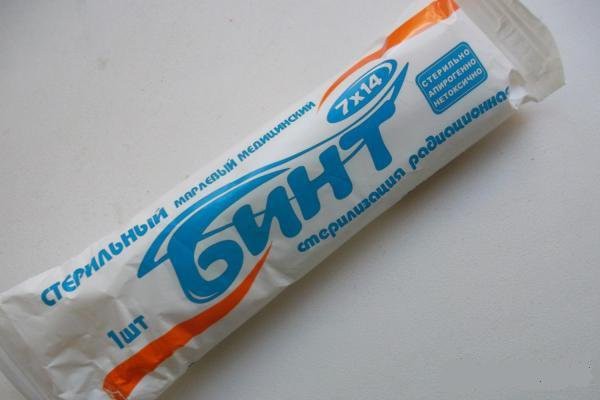 СТЕРИЛЬНЫЙ МАРЛЕВЫЙ МЕДИЦИНСКИЙ
7х14
БИНТ
стерилизация радиационная
1шт
СТЕРИЛЬНО
АПИРОГЕННО
НЕТОКСИЧНО